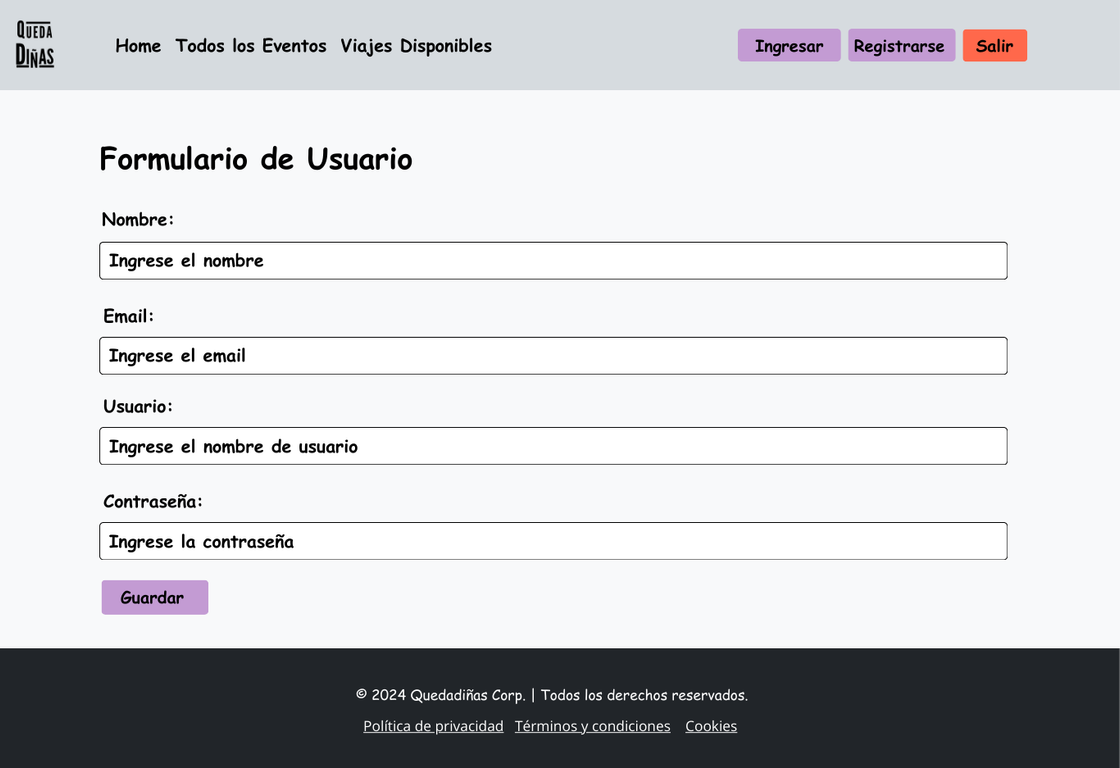 QUEDA
DIÑAS
Home Todos los Eventos Viajes Disponibles Ingresar Registrarse Salir
Formulario de Usuario
Nombre:
Ingrese el nombre
Email:
Ingrese el email
Usuario:
Ingrese el nombre de usuario
Contraseña:
Ingrese la contraseña
Guardar
© 2024 Quedadiñas Corp. | Todos los derechos reservados.
Política de privacidad Términos y condiciones Cookies